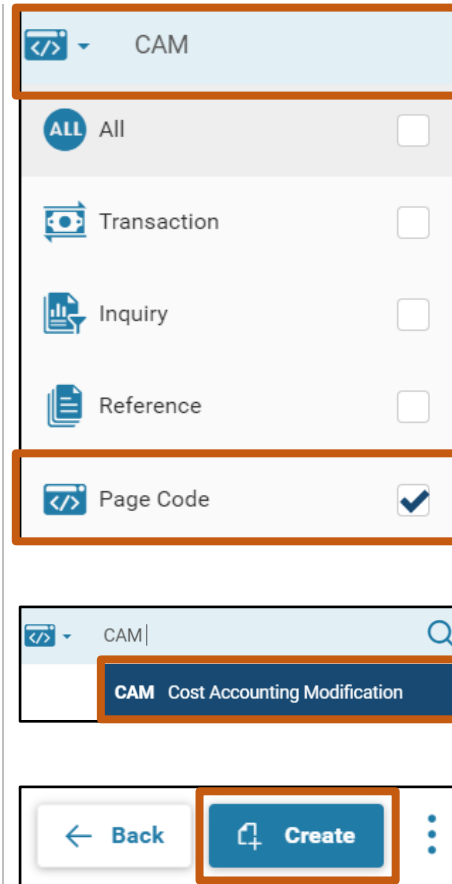 CAM
ALL All
Transaction
Inquiry
Reference
Page Code
CAM
CAM Cost Accounting Modification
Back
Create